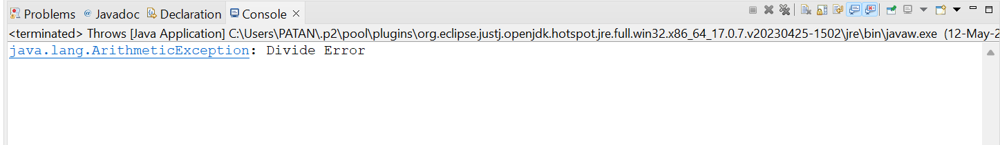 Problems @ Javadoc Declaration Console
<terminated> Throws [Java Application] C:\Users\PATAN\.p2\pool\plugins\org.eclipse.justj.openjdk.hotspot.jre.full.win32.x86_64_17.0.7.v20230425-1502\jre\bin\javaw.exe (12-May-2
java.lang.ArithmeticException: Divide Error